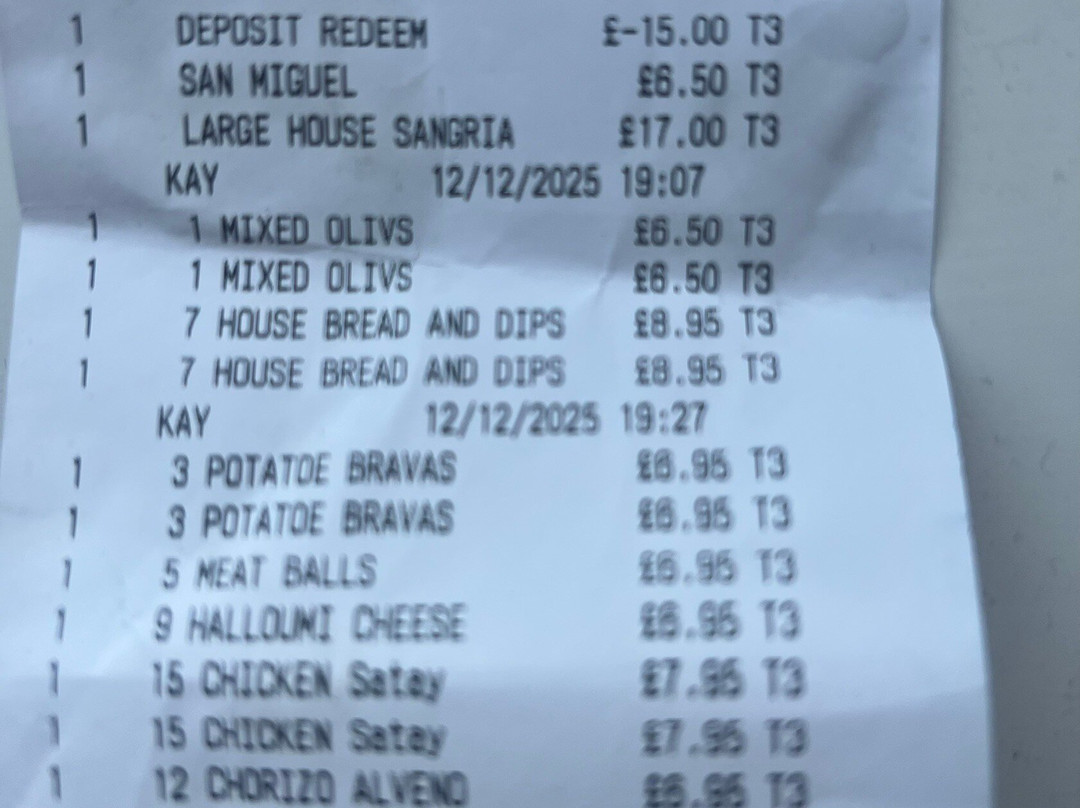 1 DEPOSIT REDEEM £-15.00 T3
1 SAN MIGUEL £6.50 T3
1 LARGE HOUSE SANGRIA £17.00 T3
KAY 12/12/2025 19:07
1 1 MIXED OLIVS £6.50 T3
1 1 MIXED OLIVS £6.50 T3
1 7 HOUSE BREAD AND DIPS £8.95 T3
1 7 HOUSE BREAD AND DIPS £8.95 T3
KAY 12/12/2025 19:27
1 3 POTATOE BRAVAS £6.95 T3
1 3 POTATOE BRAVAS £6.95 T3
1 5 MEAT BALLS £6.95 T3
1 9 HALLOUMI CHEESE £6.95 T3
1 15 CHICKEN Satay £7.95 T3
1 15 CHICKEN Satay £7.95 T3
1 12 CHORIZO ALVENO £6.95 T3